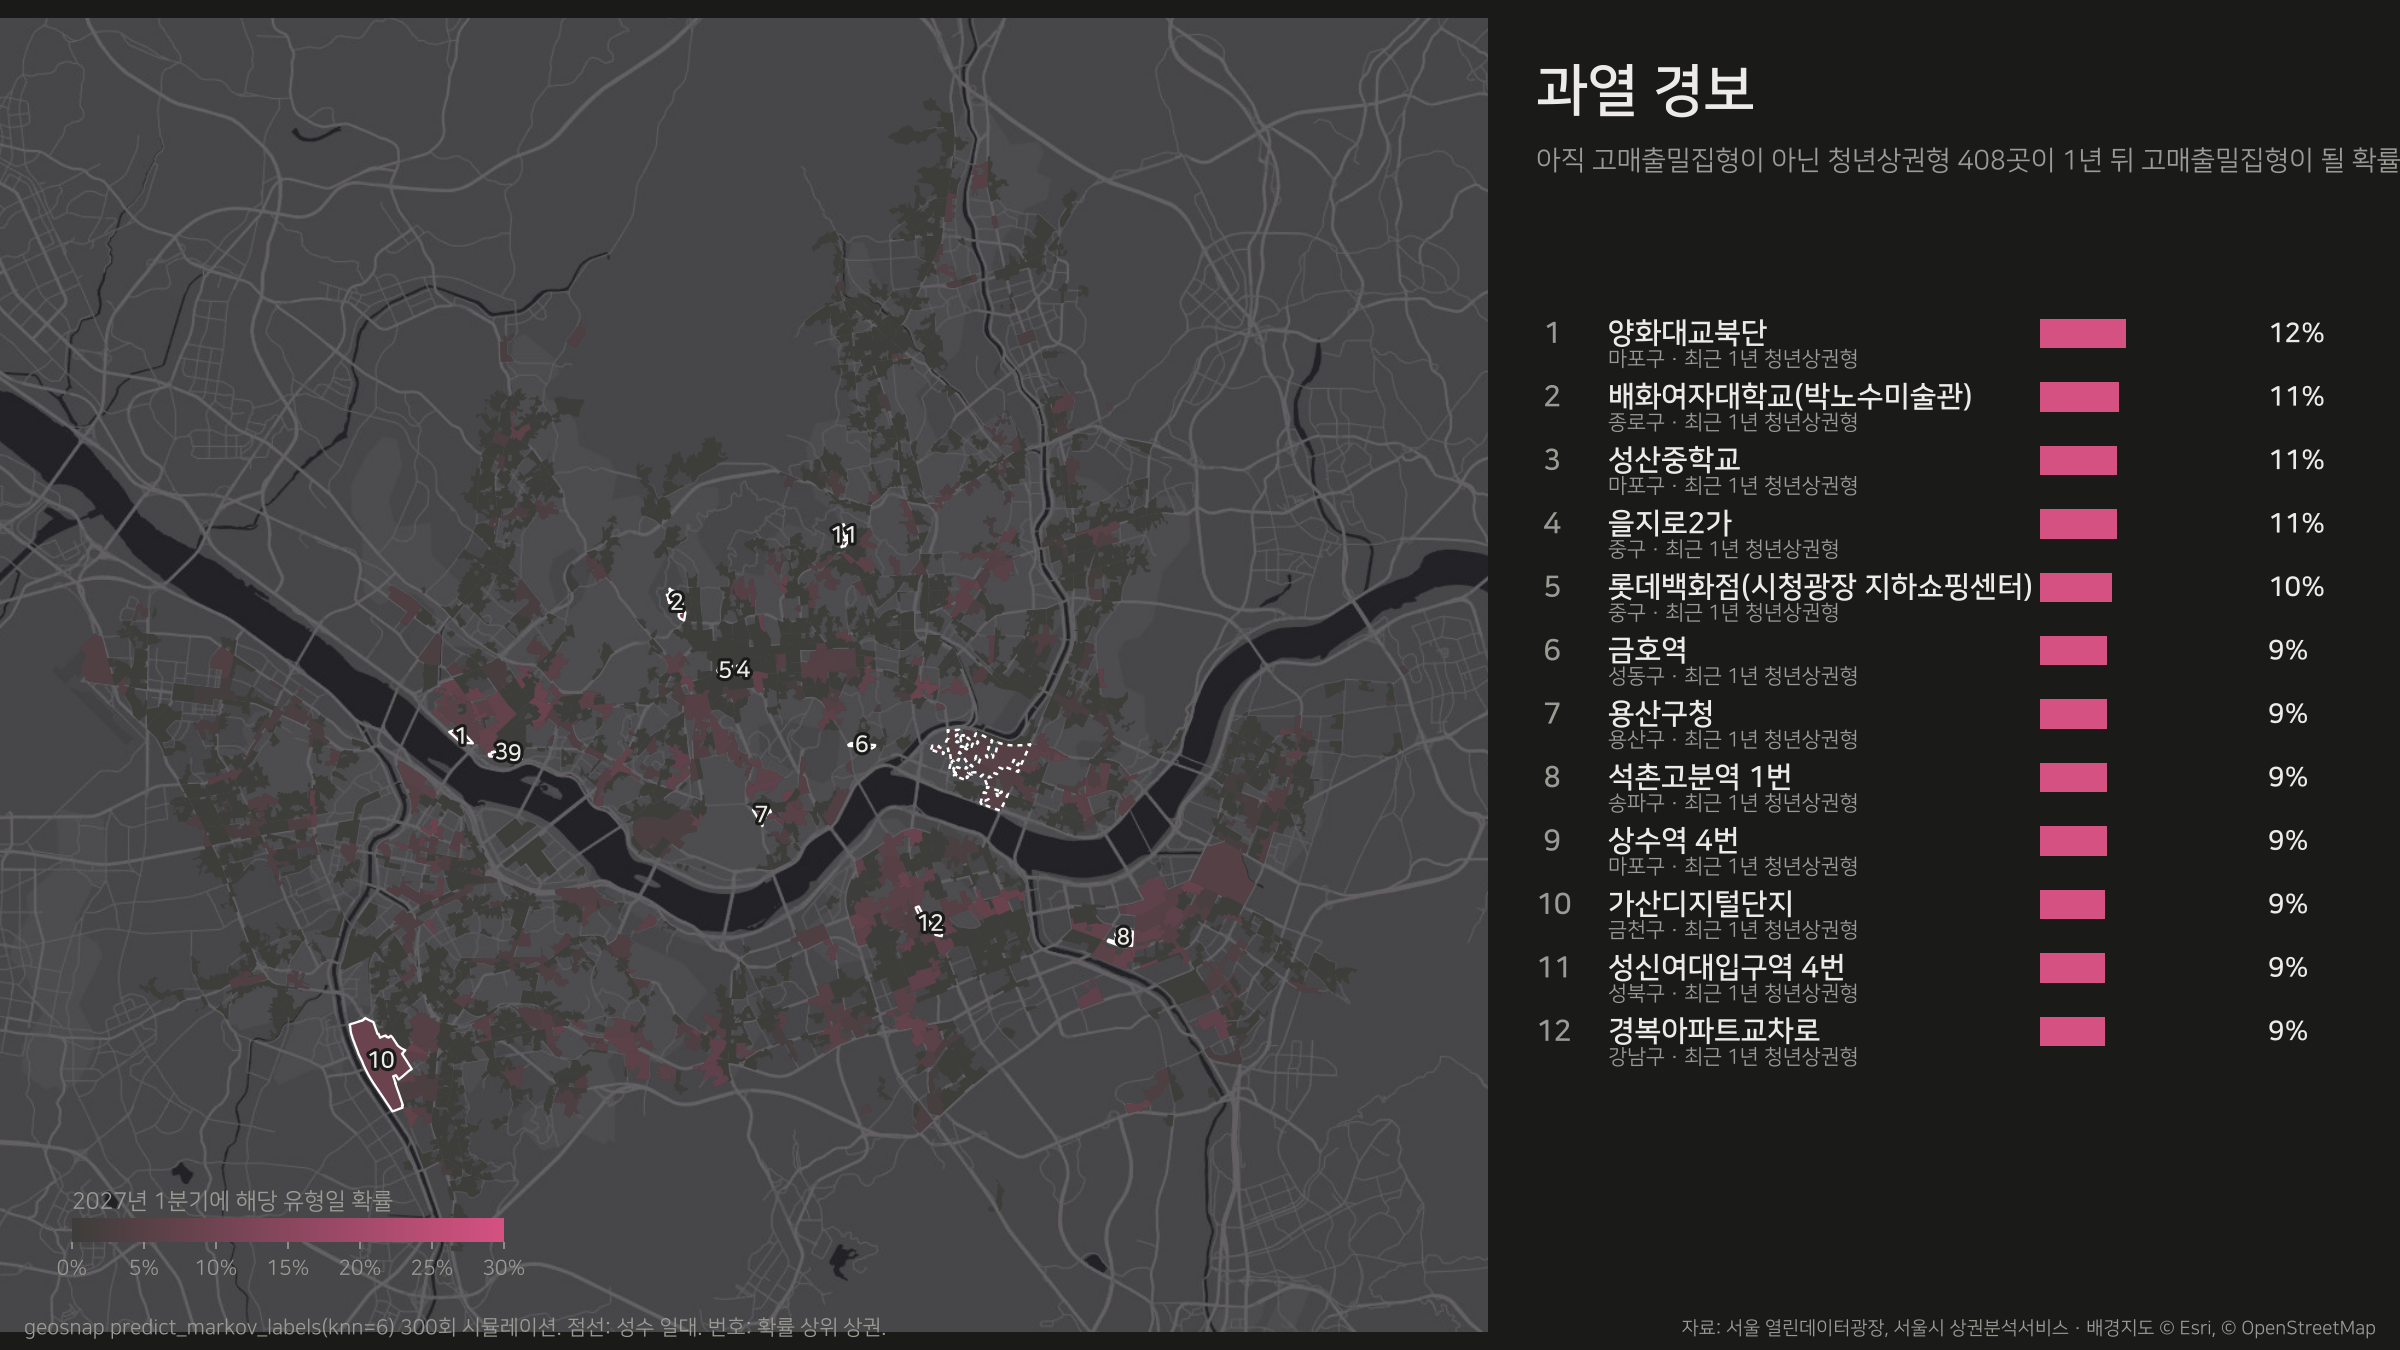 과열 경보
아직 고매출밀집형이 아닌 청년상권형 408곳이 1년 뒤 고매출밀집형이 될 확률
1 양화대교북단 12%
마포구 · 최근 1년 청년상권형
2 배화여자대학교(박노수미술관) 11%
종로구 · 최근 1년 청년상권형
3 성산중학교 11%
마포구 · 최근 1년 청년상권형
4 을지로2가 11%
중구 · 최근 1년 청년상권형
5 롯데백화점(시청광장 지하쇼핑센터) 10%
중구 · 최근 1년 청년상권형
6 금호역 9%
성동구 · 최근 1년 청년상권형
7 용산구청 9%
용산구 · 최근 1년 청년상권형
8 석촌고분역 1번 9%
송파구 · 최근 1년 청년상권형
9 상수역 4번 9%
마포구 · 최근 1년 청년상권형
10 가산디지털단지 9%
금천구 · 최근 1년 청년상권형
11 성신여대입구역 4번 9%
성북구 · 최근 1년 청년상권형
12 경복아파트교차로 9%
강남구 · 최근 1년 청년상권형
11
2
5 4
1
3 9
6
7
12
8
10
2027년 1분기에 해당 유형일 확률
0% 5% 10% 15% 20% 25% 30%
geosnap predict_markov_labels(knn=6) 300회 시뮬레이션. 점선: 성수 일대. 번호: 확률 상위 상권.
자료: 서울 열린데이터광장, 서울시 상권분석서비스 · 배경지도 © Esri, © OpenStreetMap